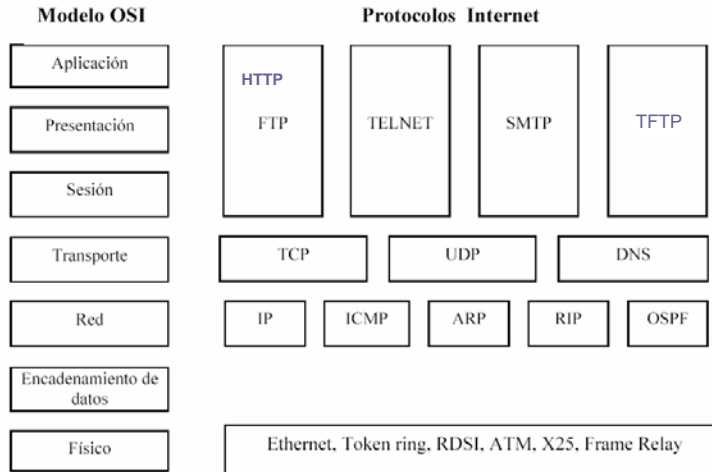 Modelo OSI
Protocolos Internet
Aplicación
Presentación
Sesión
HTTP
FTP
TELNET
SMTP
TFTP
Transporte
TCP
UDP
DNS
Red
IP
ICMP
ARP
RIP
OSPF
Encadenamiento de
datos
Físico
Ethernet, Token ring, RDSI, ATM, X25, Frame Relay